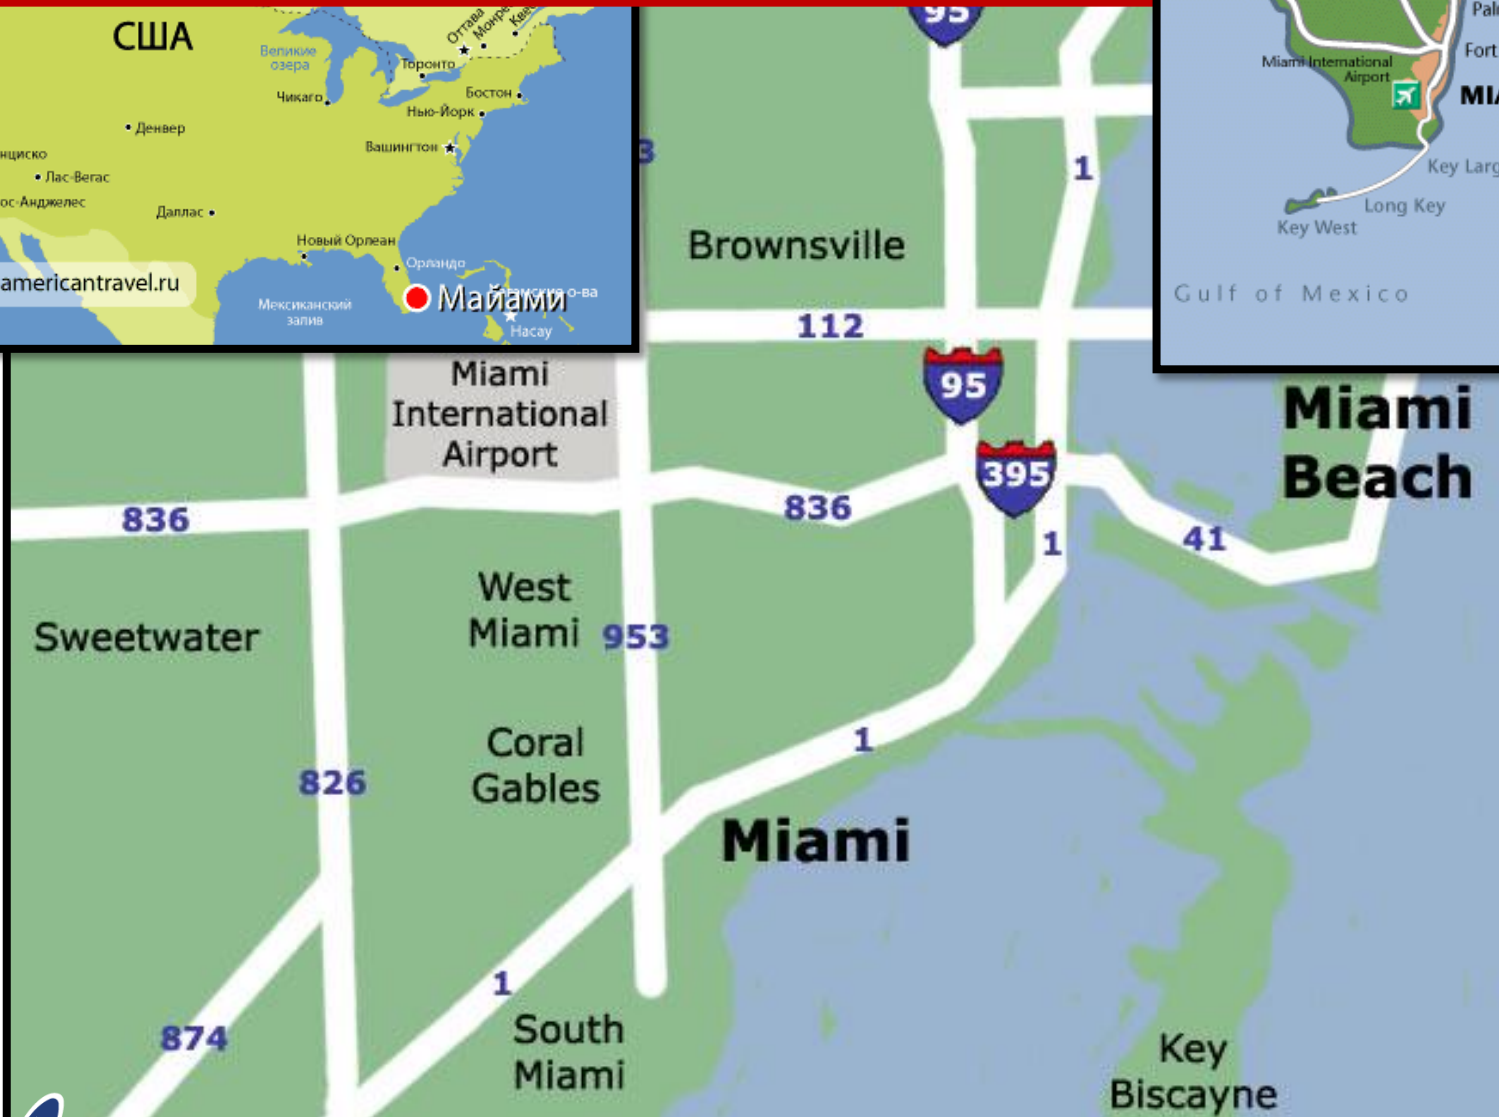 США
Великие
озера
Оттава
Торонто
Чикаго
Бостон
Нью-Йорк
Денвер
Вашингтон
Лас-Вегас
Даллас
Новый Орлеан
Орландо
Майами
о-ва
Мексиканский
залив
Насау
americantravel.ru
95
1
Brownsville
112
Miami International
Airport
Key West
Long Key
Gulf of Mexico
Miami
International
Airport
95
395
Miami
Beach
836
836
1
41
West
Miami
953
Sweetwater
Coral
Gables
826
1
Miami
1
874
South
Miami
Key
Biscayne